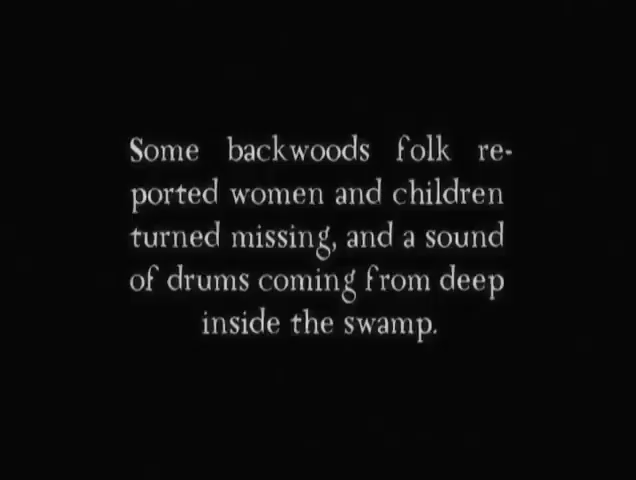 Some backwoods folk re-
ported women and children
turned missing, and a sound
of drums coming from deep
inside the swamp.